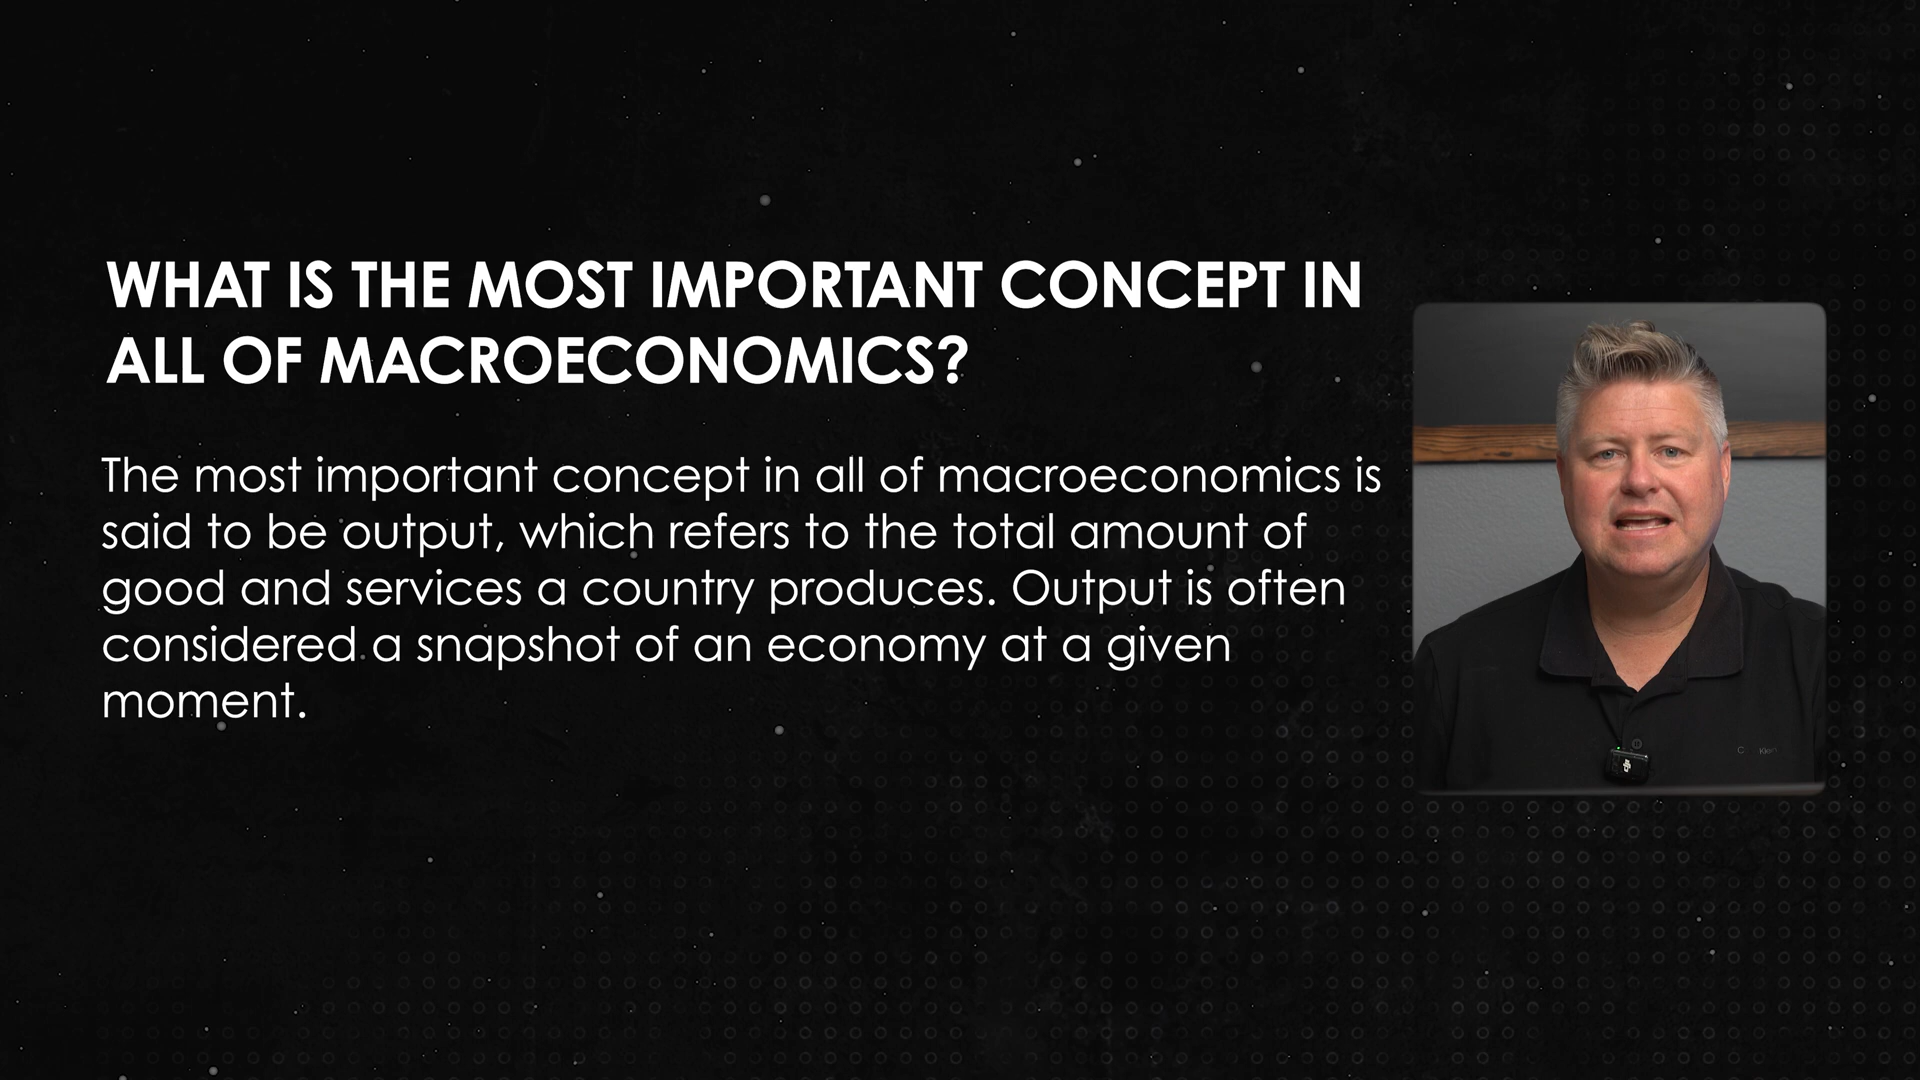 WHAT IS THE MOST IMPORTANT CONCEPT IN
ALL OF MACROECONOMICS?
The most important concept in all of macroeconomics is
said to be output, which refers to the total amount of
good and services a country produces. Output is often
considered a snapshot of an economy at a given
moment.